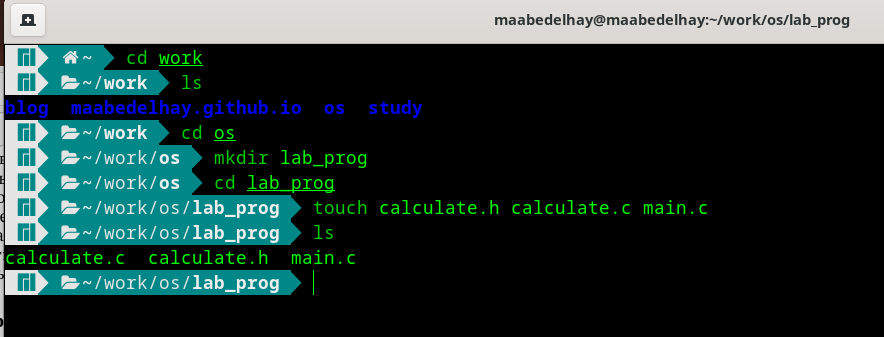 maabedelhay@maabedelhay:~/work/os/lab_prog
~ cd work
~/work ls
blog maabedelhay.github.io os study
~/work cd os
~/work/os mkdir lab_prog
~/work/os cd lab_prog
~/work/os/lab_prog touch calculate.h calculate.c main.c
~/work/os/lab_prog ls
calculate.c calculate.h main.c
~/work/os/lab_prog